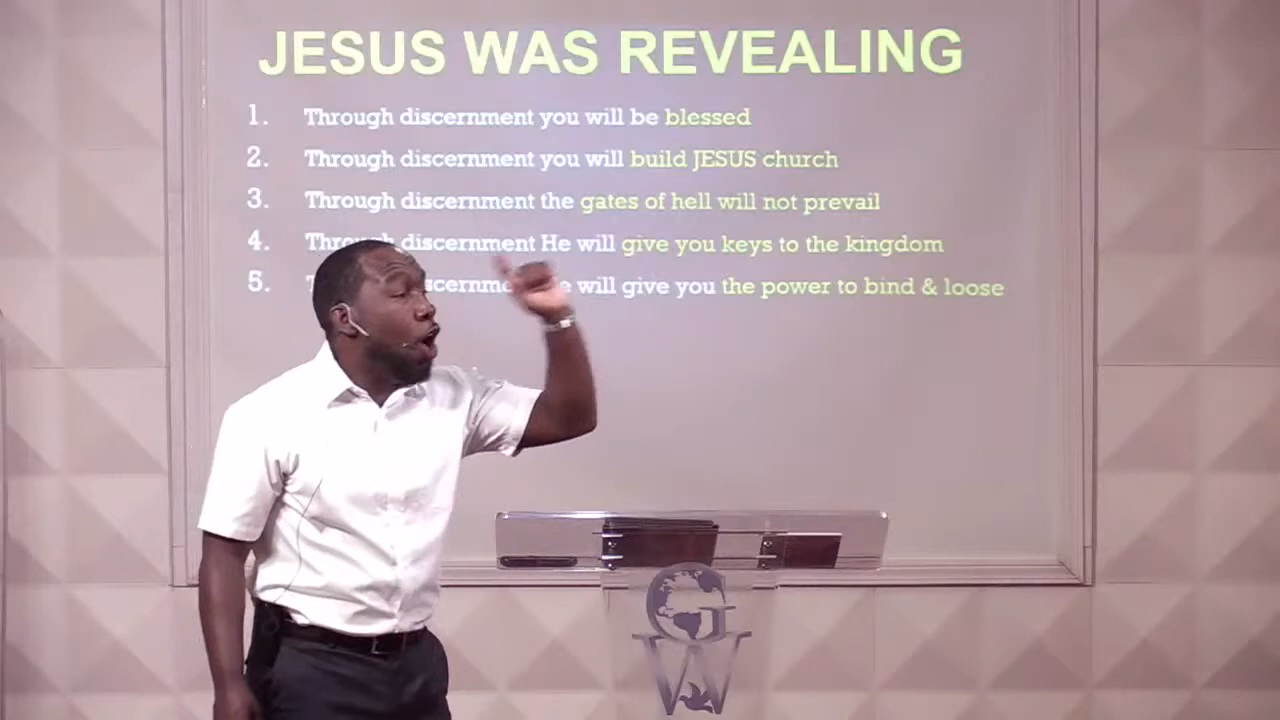 JESUS WAS REVEALING
1. Through discernment you will be blessed
2. Through discernment you will build JESUS church
3. Through discernment the gates of hell will not prevail
4. Through discernment He will give you keys to the kingdom
5. will give you the power to bind & loose
GW